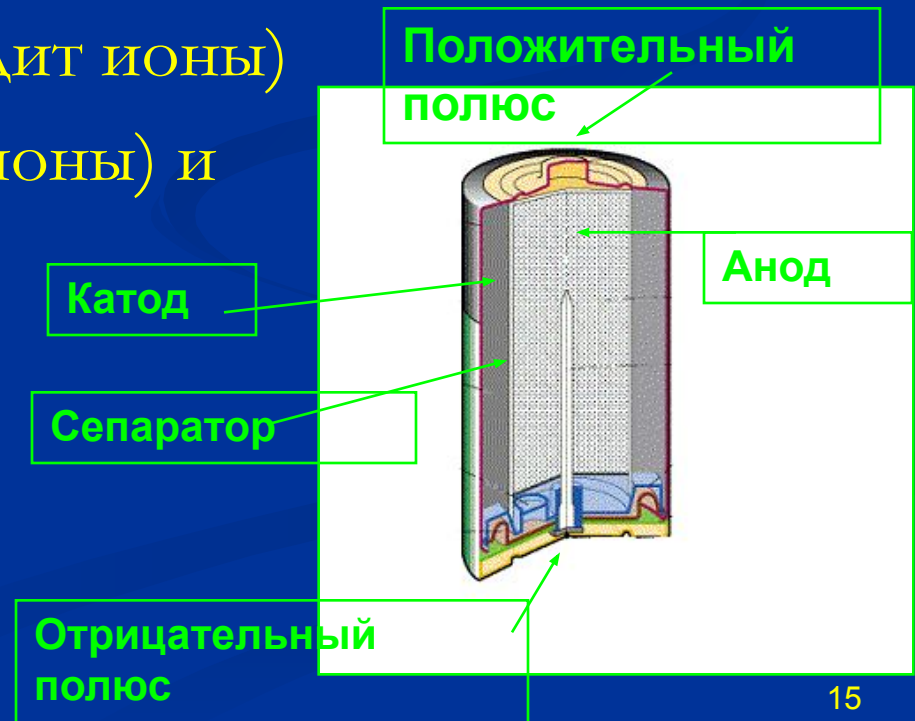 дит ионы)
ионы) и
Положительный
полюс
Анод
Катод
Сепаратор
Отрицательный
полюс
15